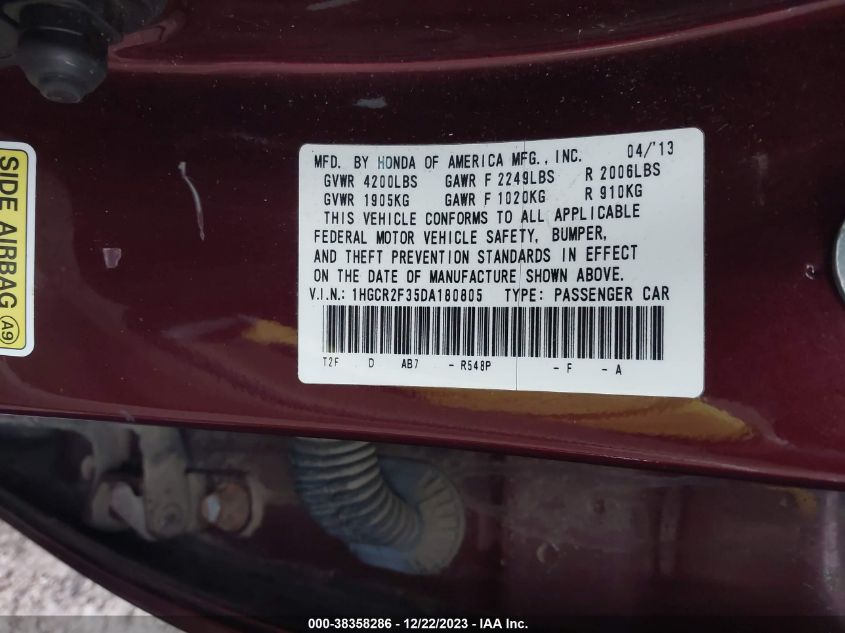 MFD. BY HONDA OF AMERICA MFG., INC. 04/'13
GVWR 4200LBS GAWR F 2249LBS R 2006LBS
GVWR 1905KG GAWR F 1020KG R 910KG
THIS VEHICLE CONFORMS TO ALL APPLICABLE
FEDERAL MOTOR VEHICLE SAFETY, BUMPER,
AND THEFT PREVENTION STANDARDS IN EFFECT
ON THE DATE OF MANUFACTURE SHOWN ABOVE.
V.I.N.: 1HGCR2F35DA180805 TYPE: PASSENGER CAR
T2F D AB7 - R548P - F - A
SIDE AIRBAG A9
000-38358286 - 12/22/2023 - IAA Inc.